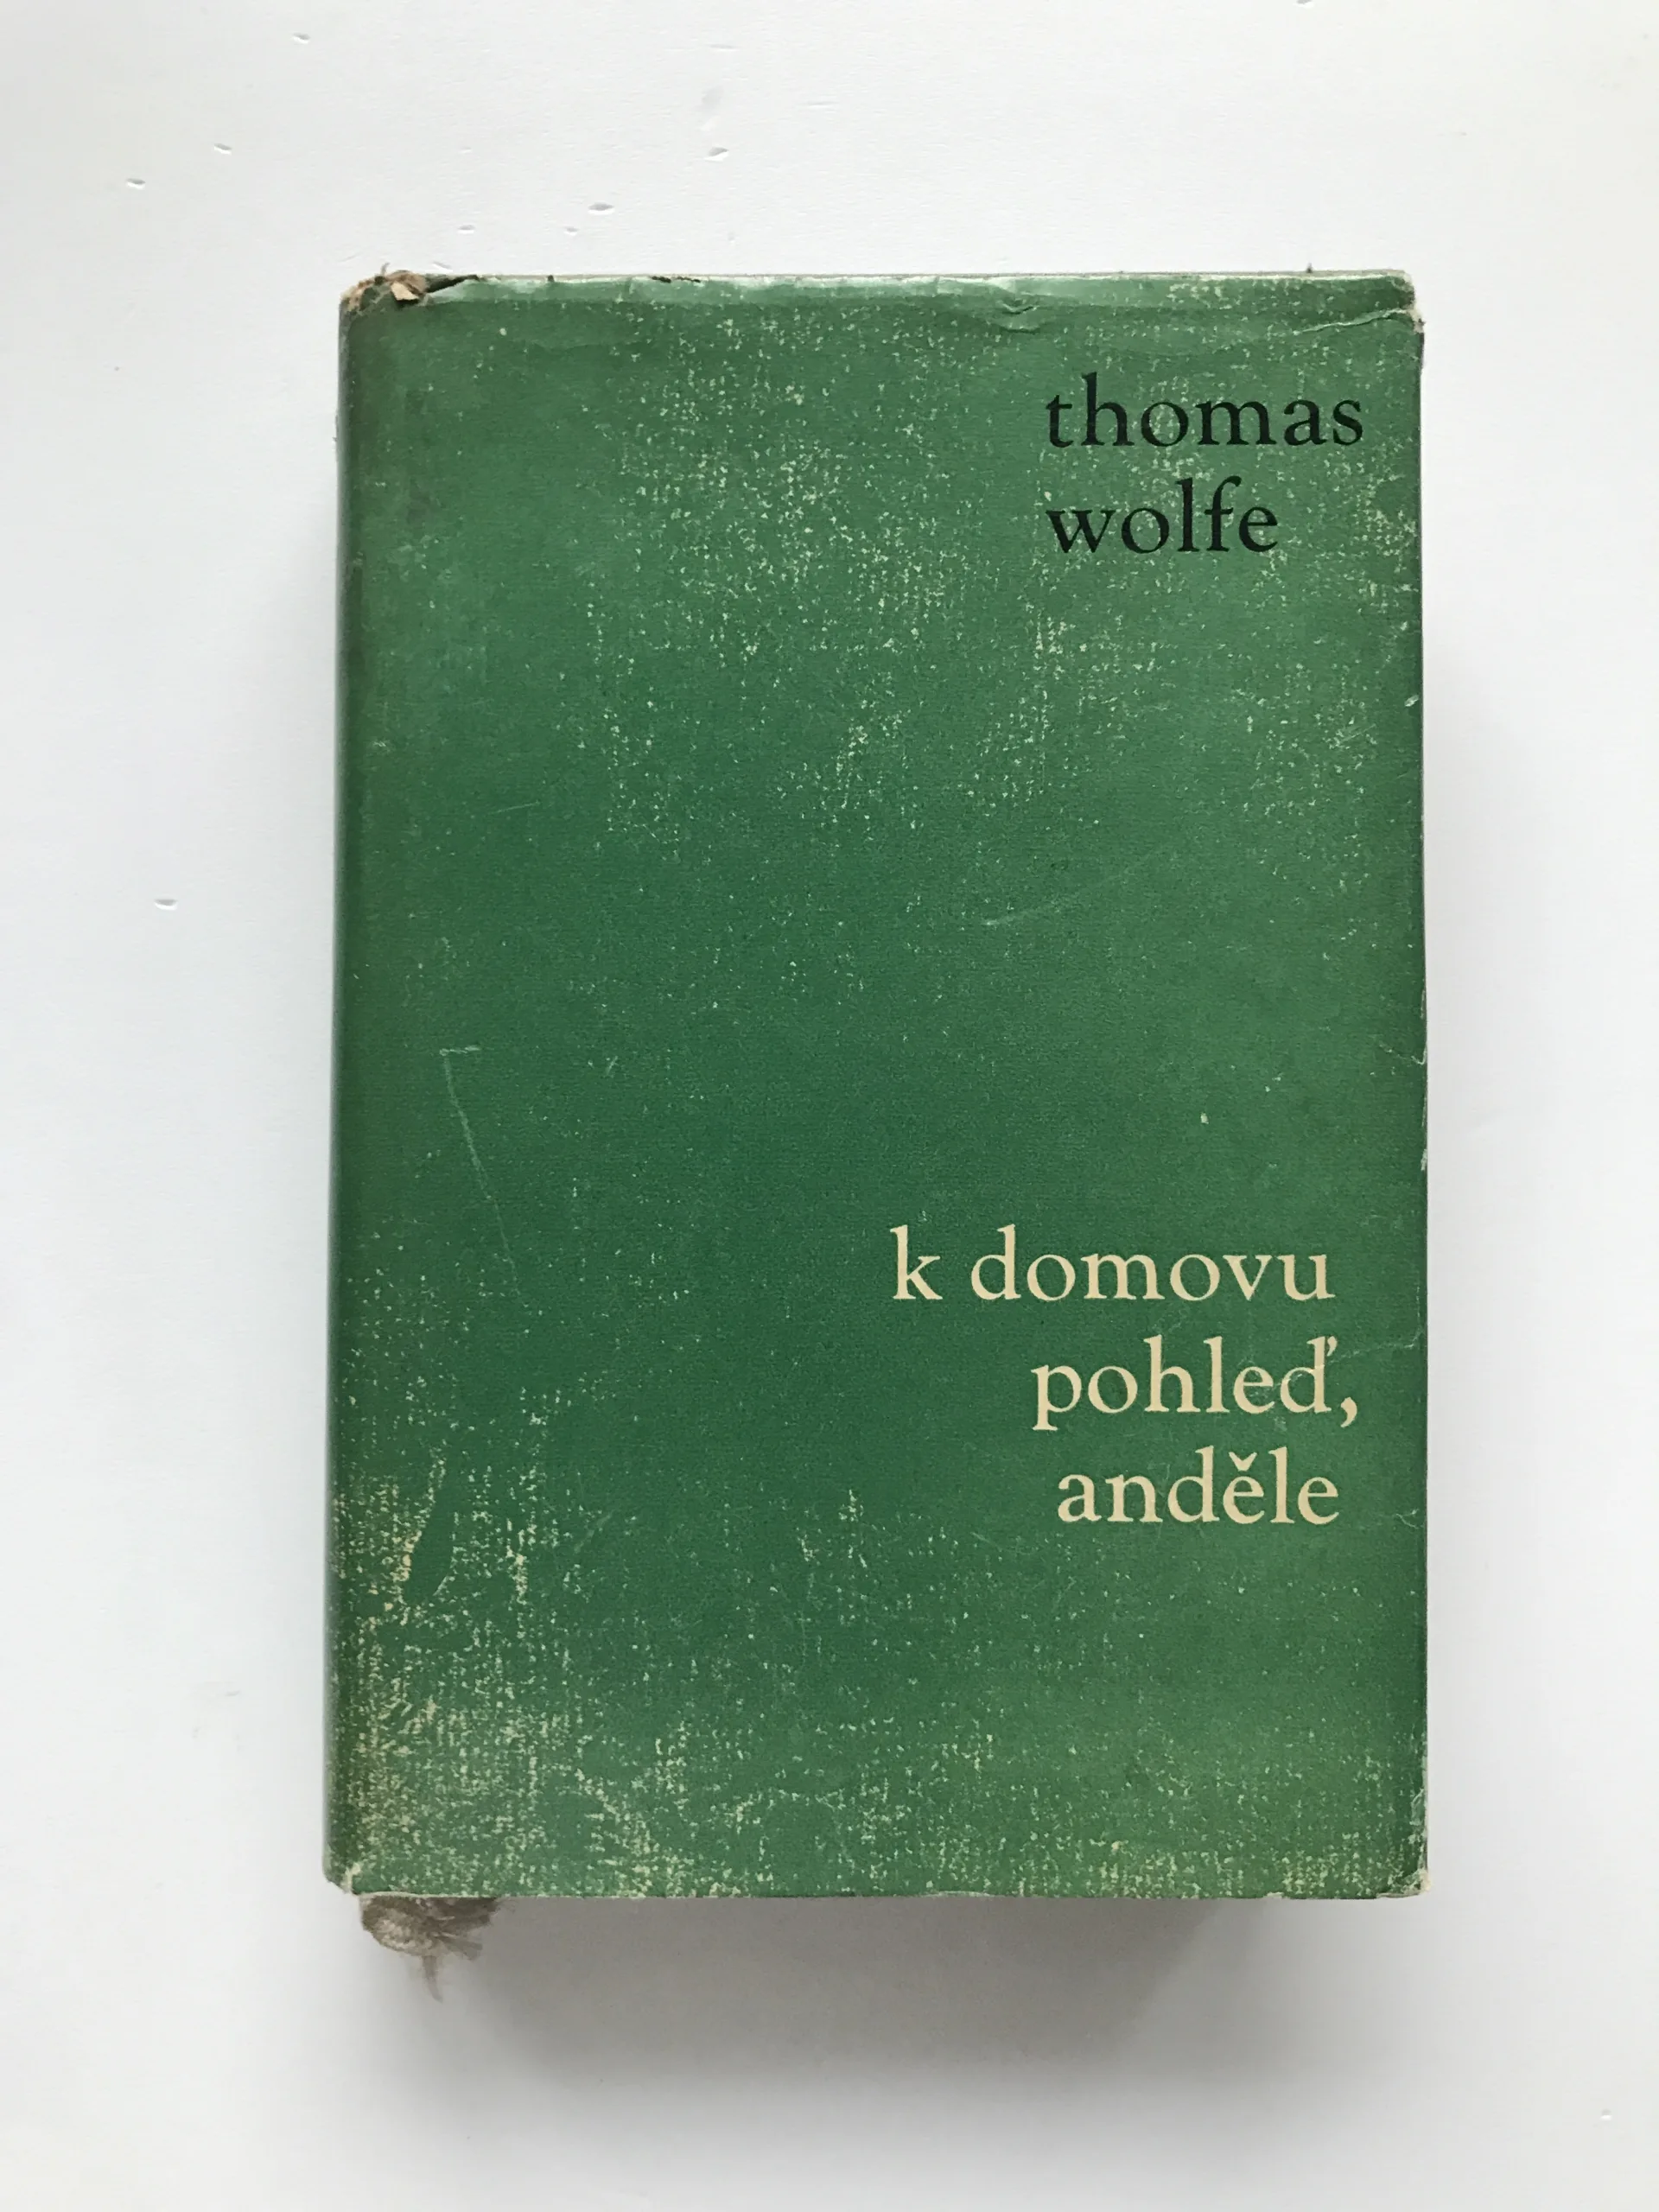 thomas
wolfe
k domovu
pohleď,
anděle